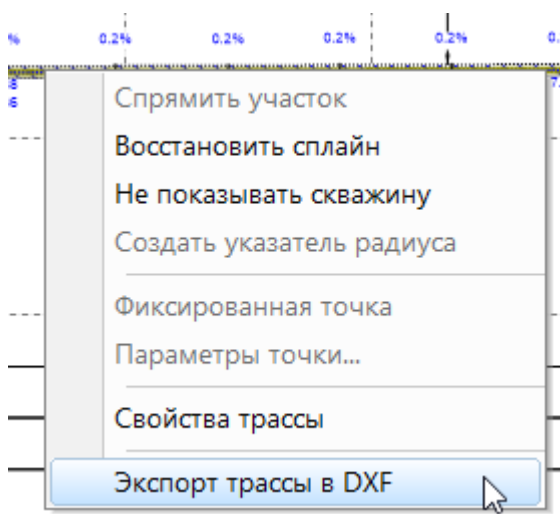 % 0.2% 0.2% 0.2% 0.2% 0.
Спрямить участок
Восстановить сплайн
Не показывать скважину
Создать указатель радиуса
Фиксированная точка
Параметры точки...
Свойства трассы
Экспорт трассы в DXF